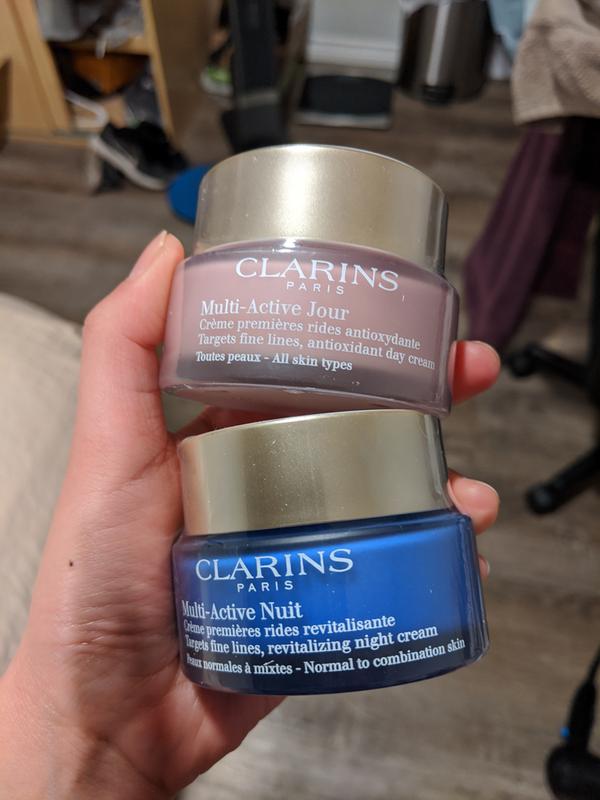 CLARINS
PARIS
Multi-Active Jour
Crème premières rides antioxydante
Targets fine lines, antioxidant day cream
Toutes peaux - All skin types
CLARINS
PARIS
Multi-Active Nuit
Crème premières rides revitalisante
Targets fine lines, revitalizing night cream
Peaux normales à mixtes - Normal to combination skin